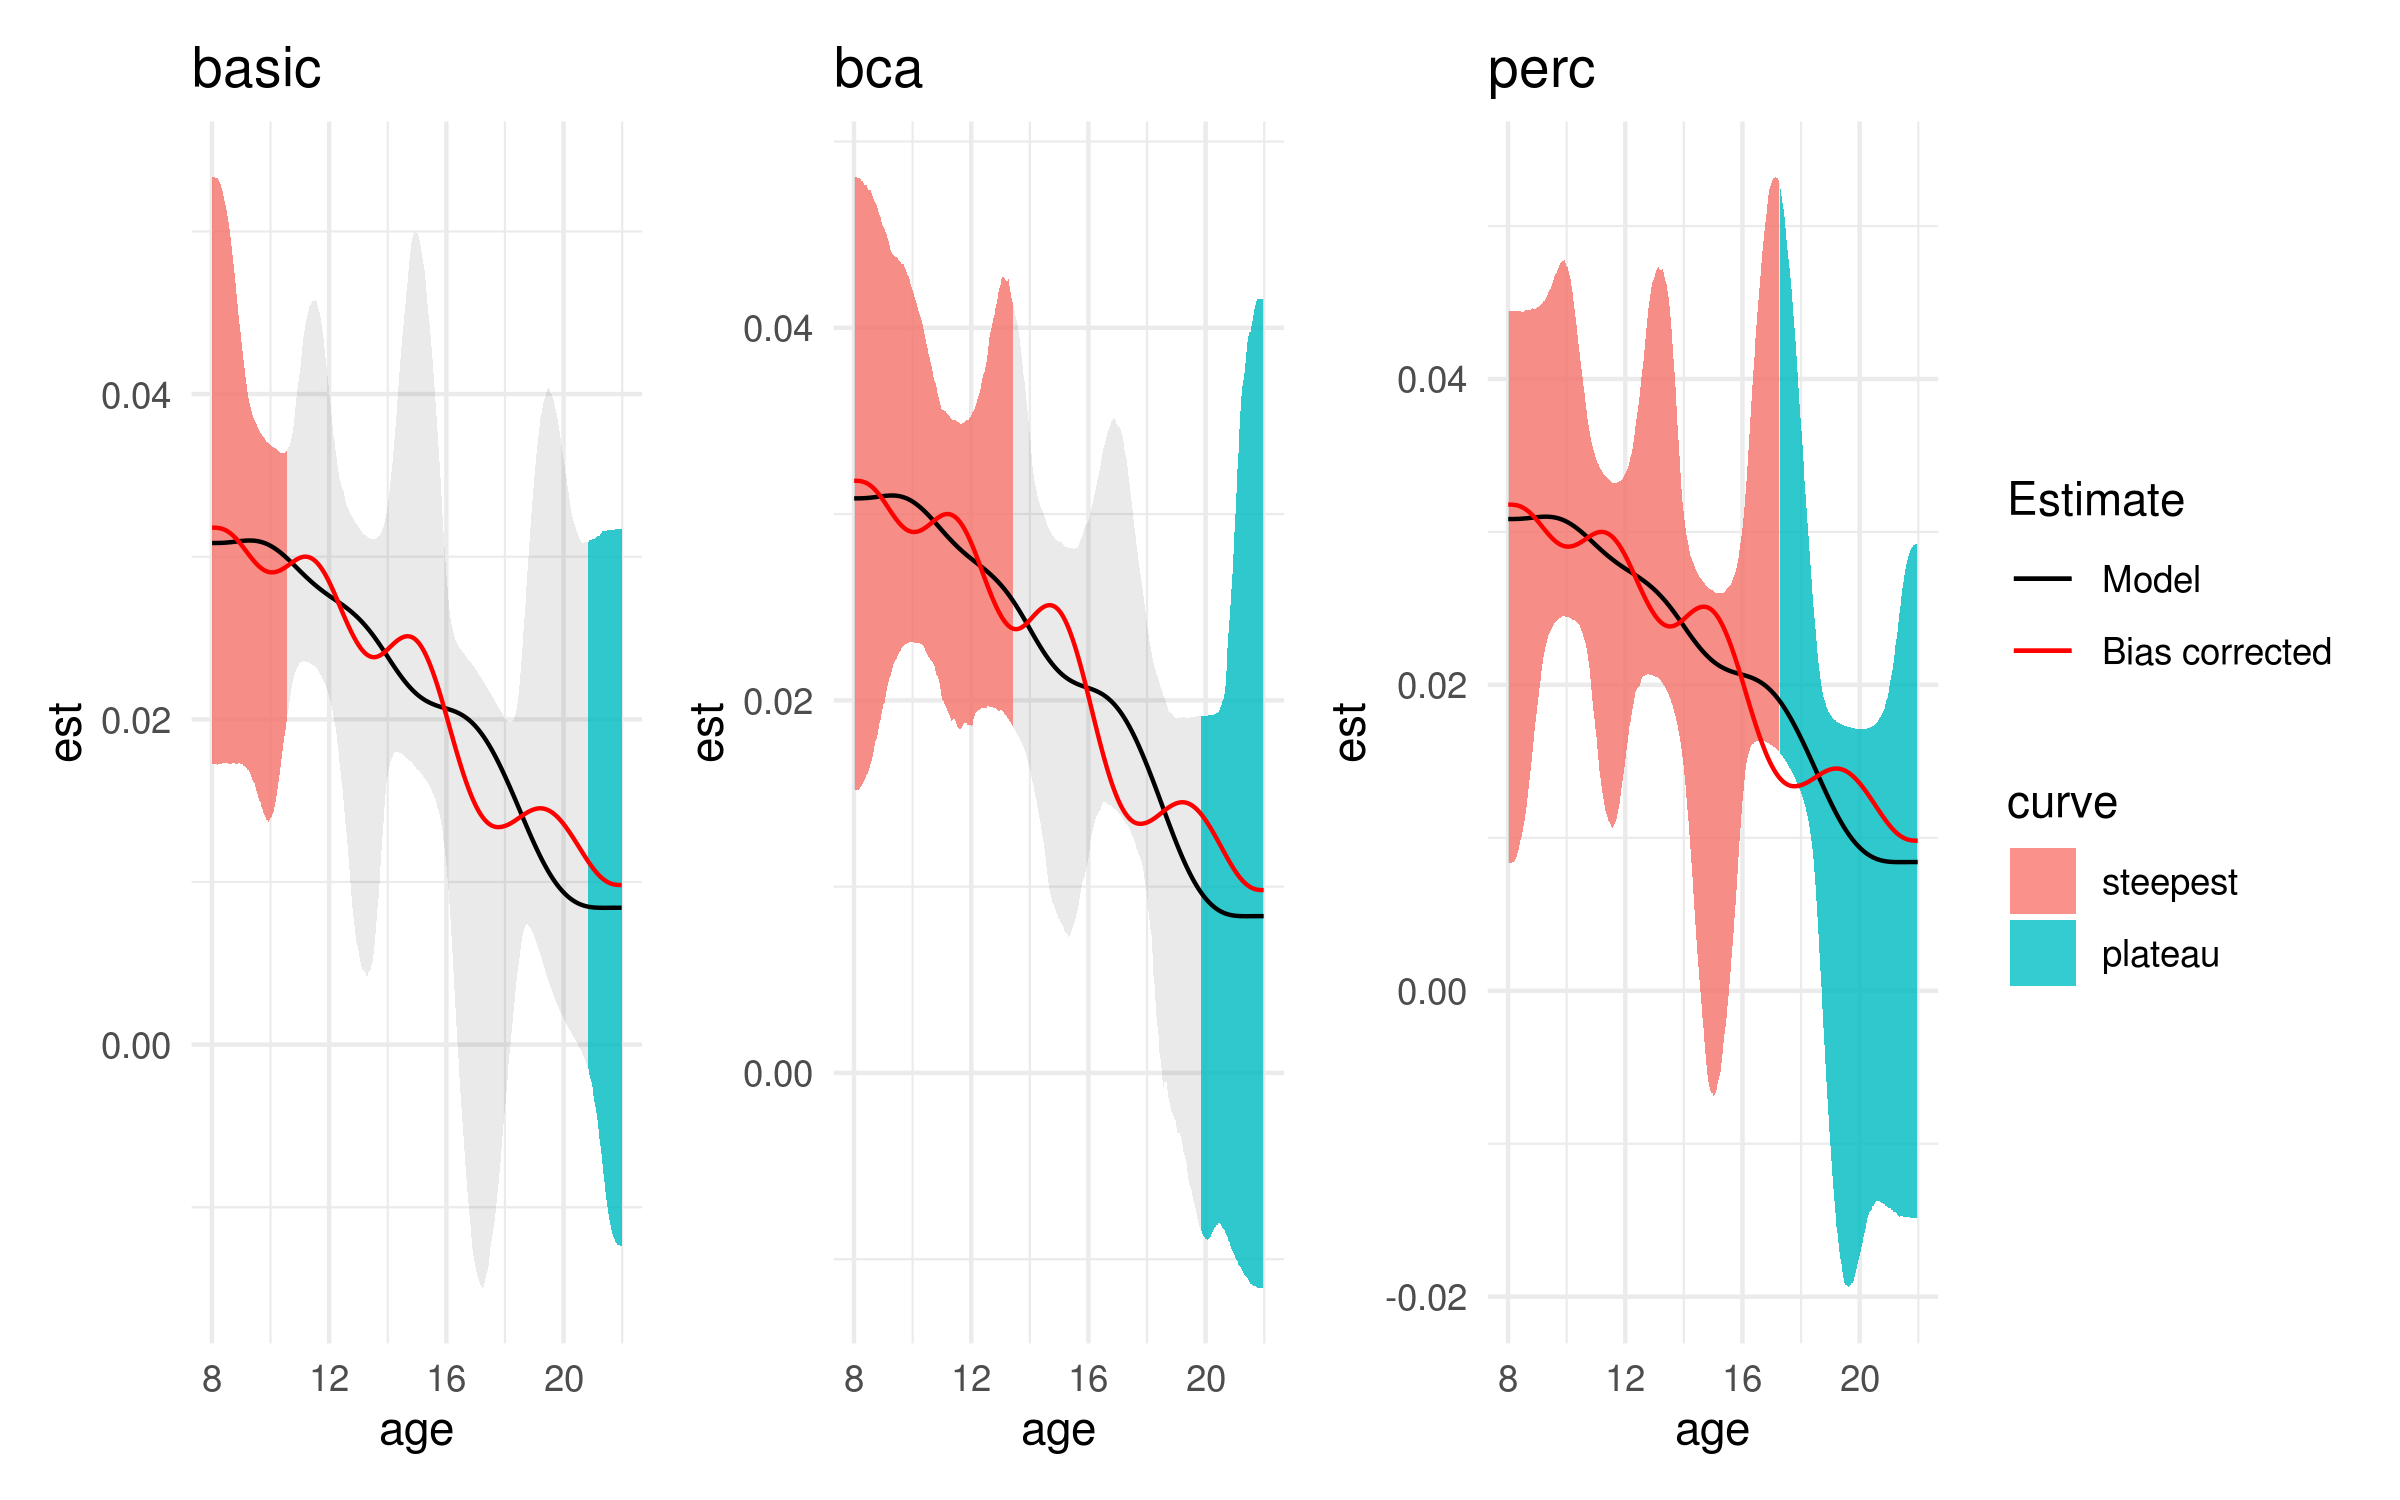 basic
est
0.04
0.02
0.00
8 12 16 20
age
bca
est
0.04
0.02
0.00
8 12 16 20
age
perc
est
0.04
0.02
0.00
-0.02
8 12 16 20
age
Estimate
Model
Bias corrected
curve
steepest
plateau